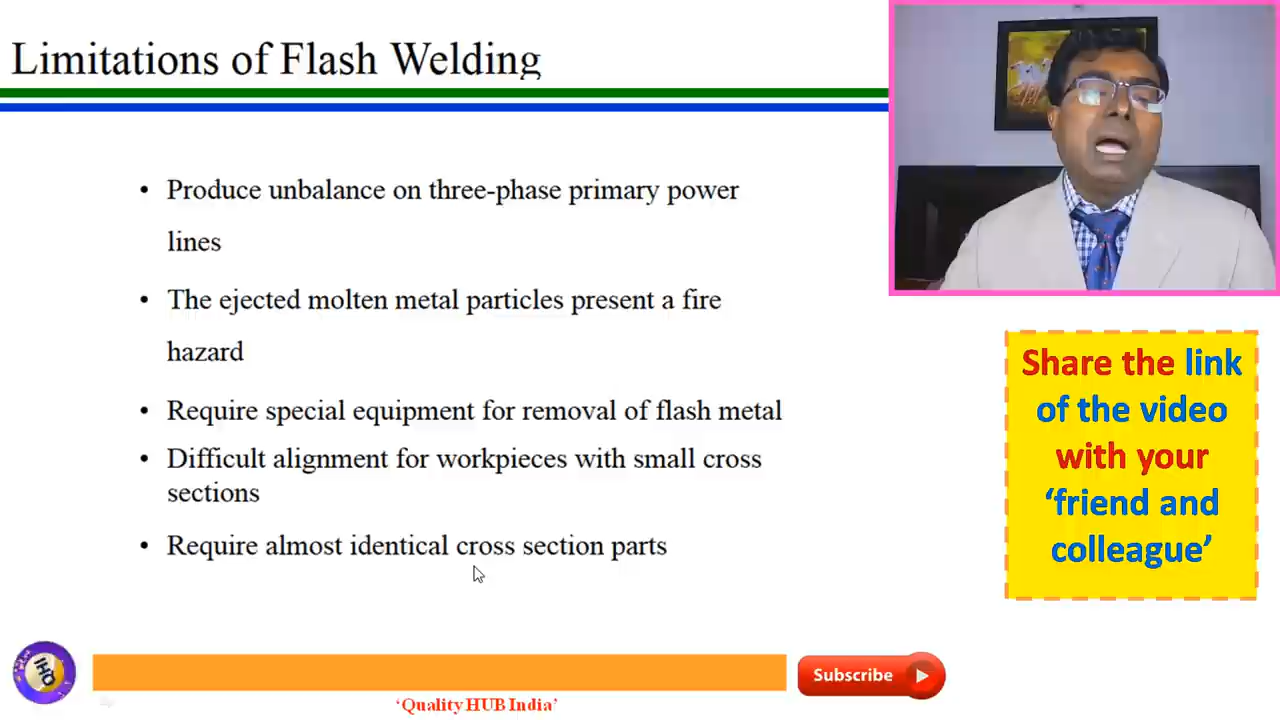 Limitations of Flash Welding
• Produce unbalance on three-phase primary power
lines
• The ejected molten metal particles present a fire
hazard
• Require special equipment for removal of flash metal
• Difficult alignment for workpieces with small cross
sections
• Require almost identical cross section parts
Share the link
of the video
with your
‘friend and
colleague’
IHQ
Subscribe
‘Quality HUB India’